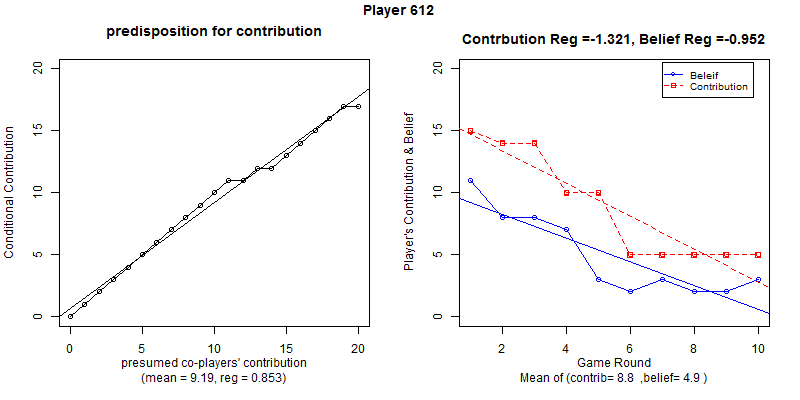 Player 612
predisposition for contribution
Conditional Contribution
20
15
10
5
0
0 5 10 15 20
presumed co-players' contribution
(mean = 9.19, reg = 0.853)
Contrbution Reg =-1.321, Belief Reg =-0.952
Player's Contribution & Belief
20
15
10
5
0
Beleif
Contribution
2 4 6 8 10
Game Round
Mean of (contrib= 8.8 ,belief= 4.9 )